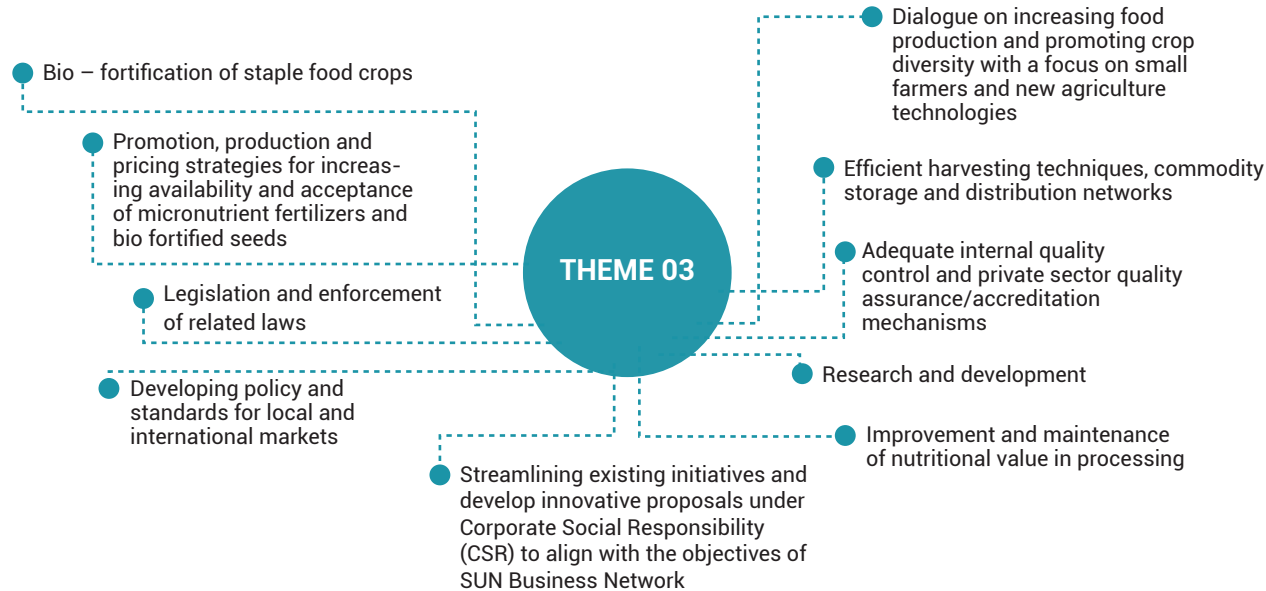 Bio – fortification of staple food crops
Promotion, production and
pricing strategies for increas-
ing availability and acceptance
of micronutrient fertilizers and
bio fortified seeds
Legislation and enforcement
of related laws
Developing policy and
standards for local and
international markets
Streamlining existing initiatives and
develop innovative proposals under
Corporate Social Responsibility
(CSR) to align with the objectives of
SUN Business Network
THEME 03
Dialogue on increasing food
production and promoting crop
diversity with a focus on small
farmers and new agriculture
technologies
Efficient harvesting techniques, commodity
storage and distribution networks
Adequate internal quality
control and private sector quality
assurance/accreditation
mechanisms
Research and development
Improvement and maintenance
of nutritional value in processing